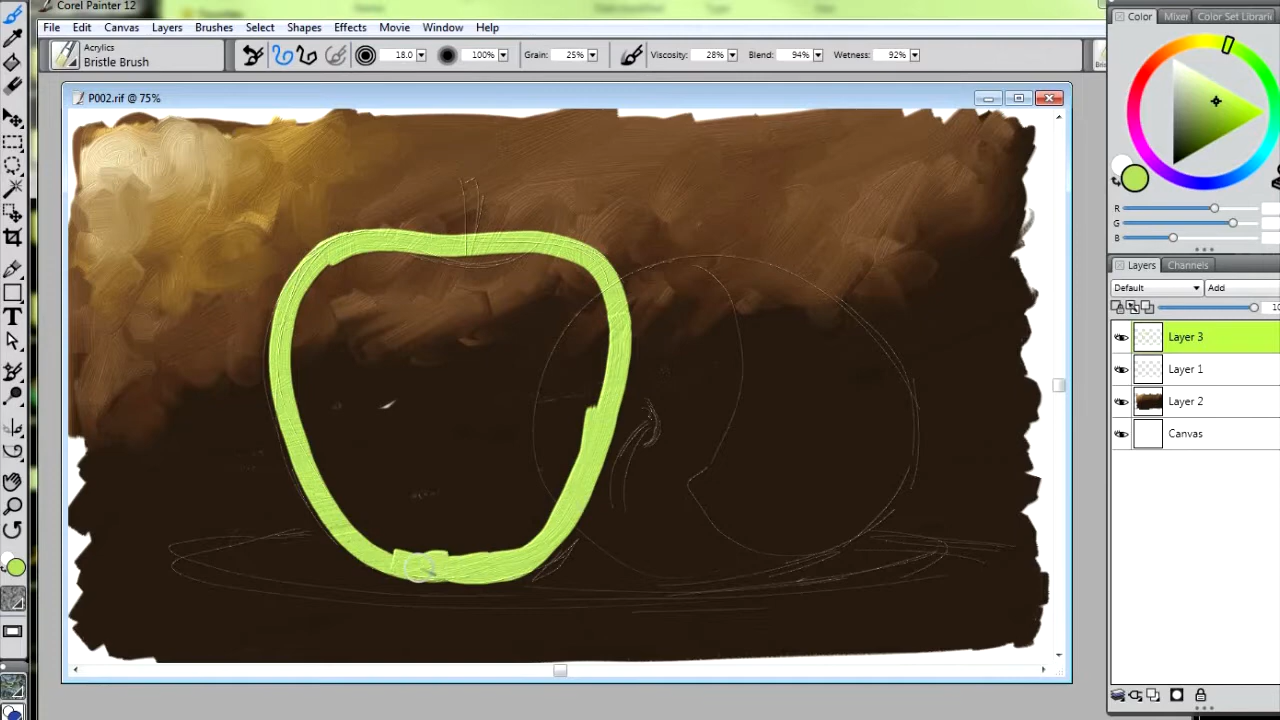 Corel Painter 12
File Edit Canvas Layers Brushes Select Shapes Effects Movie Window Help
Acrylics
Bristle Brush
18.0 100% Grain: 25% Viscosity: 28% Blend: 94% Wetness: 92%
P002.rif @ 75%
Color Mixer Color Set Librari
R
G
B
Layers Channels
Default Add
10
Layer 3
Layer 1
Layer 2
Canvas
T